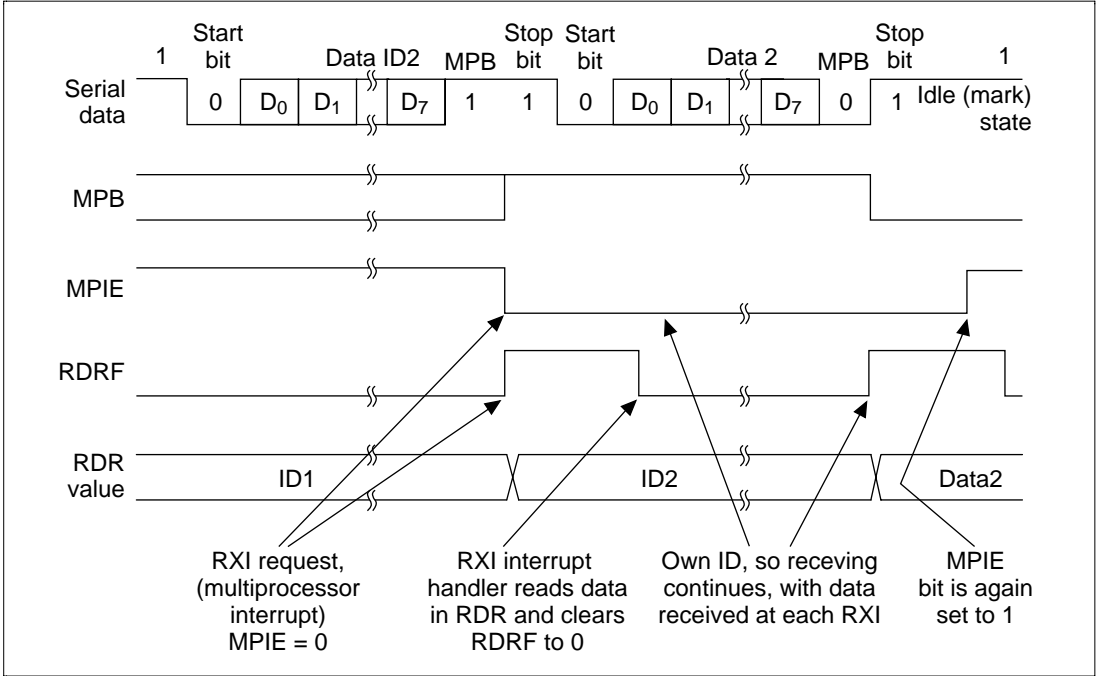 1 Start bit Data ID2 MPB Stop bit Start bit Data 2 MPB Stop bit 1
Serial data 0 D0 D1 D7 1 1 0 D0 D1 D7 0 1 Idle (mark) state
MPB
MPIE
RDRF
RDR value ID1 ID2 Data2
RXI request,
(multiprocessor
interrupt)
MPIE = 0
RXI interrupt
handler reads data
in RDR and clears
RDRF to 0
Own ID, so receving
continues, with data
received at each RXI
MPIE
bit is again
set to 1